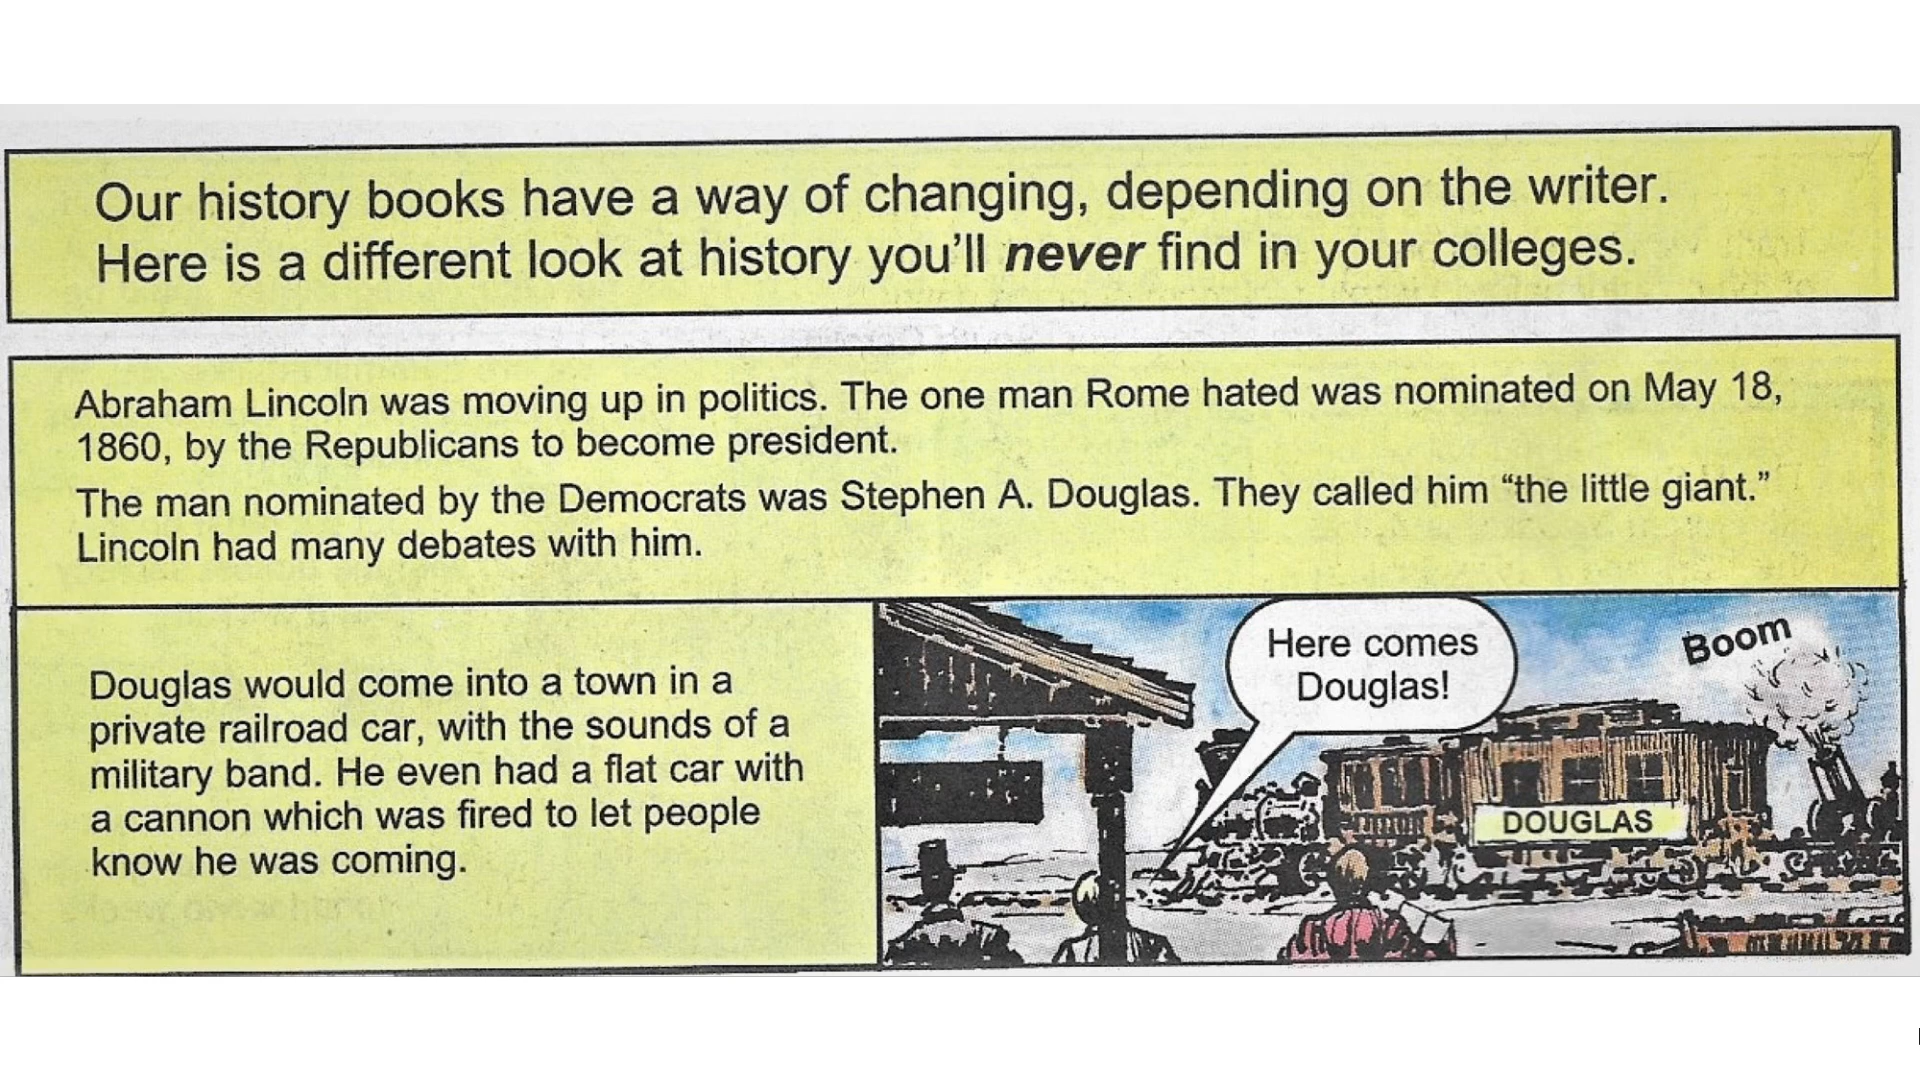 Our history books have a way of changing, depending on the writer.
Here is a different look at history you'll never find in your colleges.
Abraham Lincoln was moving up in politics. The one man Rome hated was nominated on May 18,
1860, by the Republicans to become president.
The man nominated by the Democrats was Stephen A. Douglas. They called him “the little giant.”
Lincoln had many debates with him.
Douglas would come into a town in a
private railroad car, with the sounds of a
military band. He even had a flat car with
a cannon which was fired to let people
know he was coming.
Here comes
Douglas!
Boom
DOUGLAS